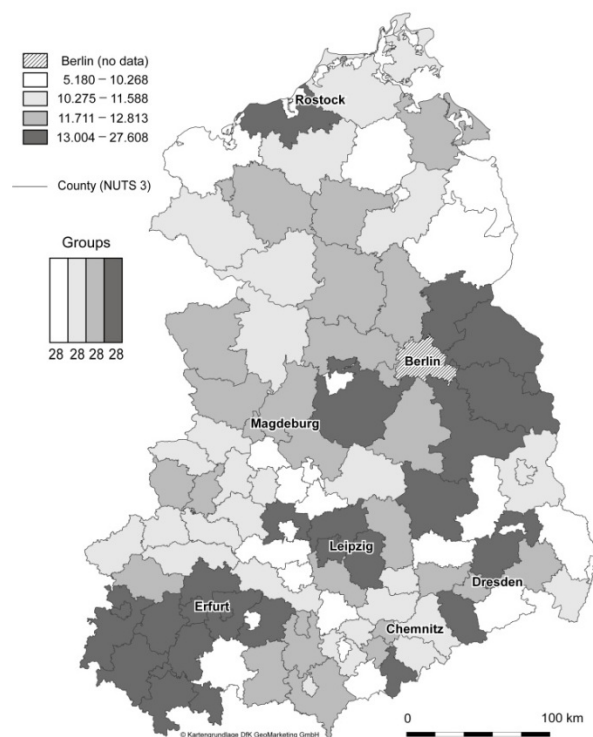 Berlin (no data)
5.180 – 10.268
10.275 – 11.588
11.711 – 12.813
13.004 – 27.608
County (NUTS 3)
Groups
28 28 28 28
Rostock
Berlin
Magdeburg
Leipzig
Dresden
Erfurt
Chemnitz
0 100 km
© Kartengrundlage DfK GeoMarketing GmbH